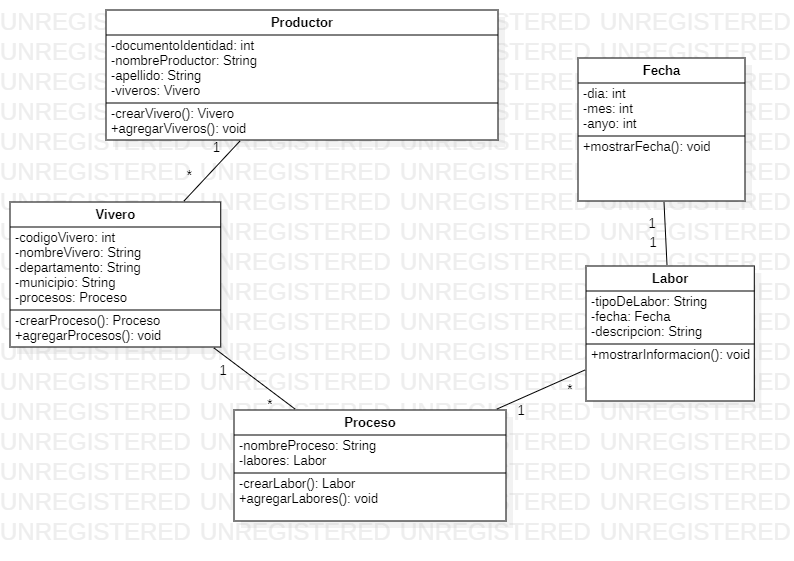 Productor
-documentoIdentidad: int
-nombreProductor: String
-apellido: String
-viveros: Vivero
-crearVivero(): Vivero
+agregarViveros(): void
1
*
Fecha
-dia: int
-mes: int
-anyo: int
+mostrarFecha(): void
1
1
Vivero
-codigoVivero: int
-nombreVivero: String
-departamento: String
-municipio: String
-procesos: Proceso
-crearProceso(): Proceso
+agregarProcesos(): void
1
*
Labor
-tipoDeLabor: String
-fecha: Fecha
-descripcion: String
+mostrarInformacion(): void
*
1
Proceso
-nombreProceso: String
-labores: Labor
-crearLabor(): Labor
+agregarLabores(): void
UNREGISTERED UNREGISTERED UNREGISTERED UNREGISTERED